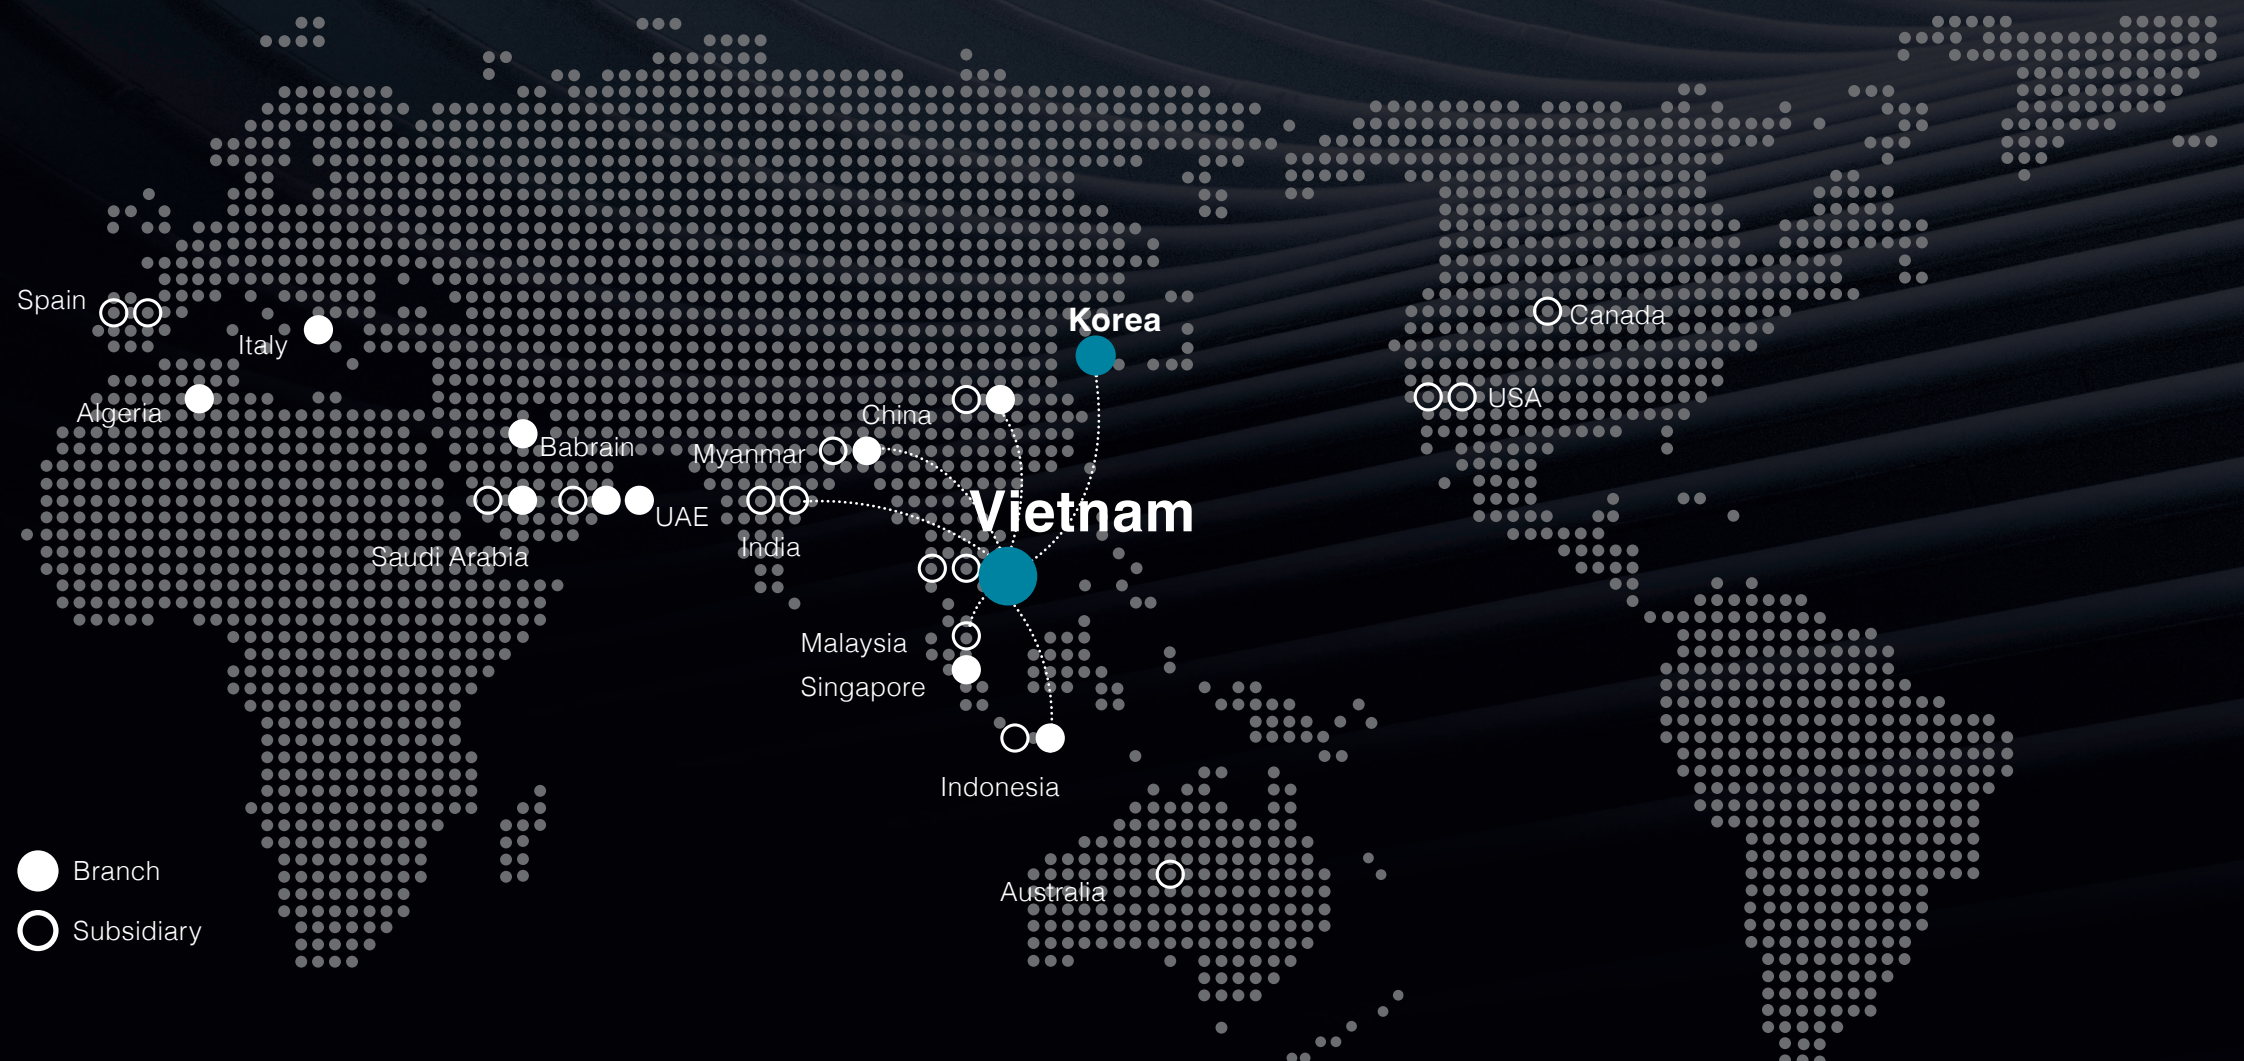 Spain
Italy
Korea
Canada
USA
Algeria
China
Babrain
Myanmar
Vietnam
UAE
India
Saudi Arabia
Malaysia
Singapore
Indonesia
Australia
Branch
Subsidiary